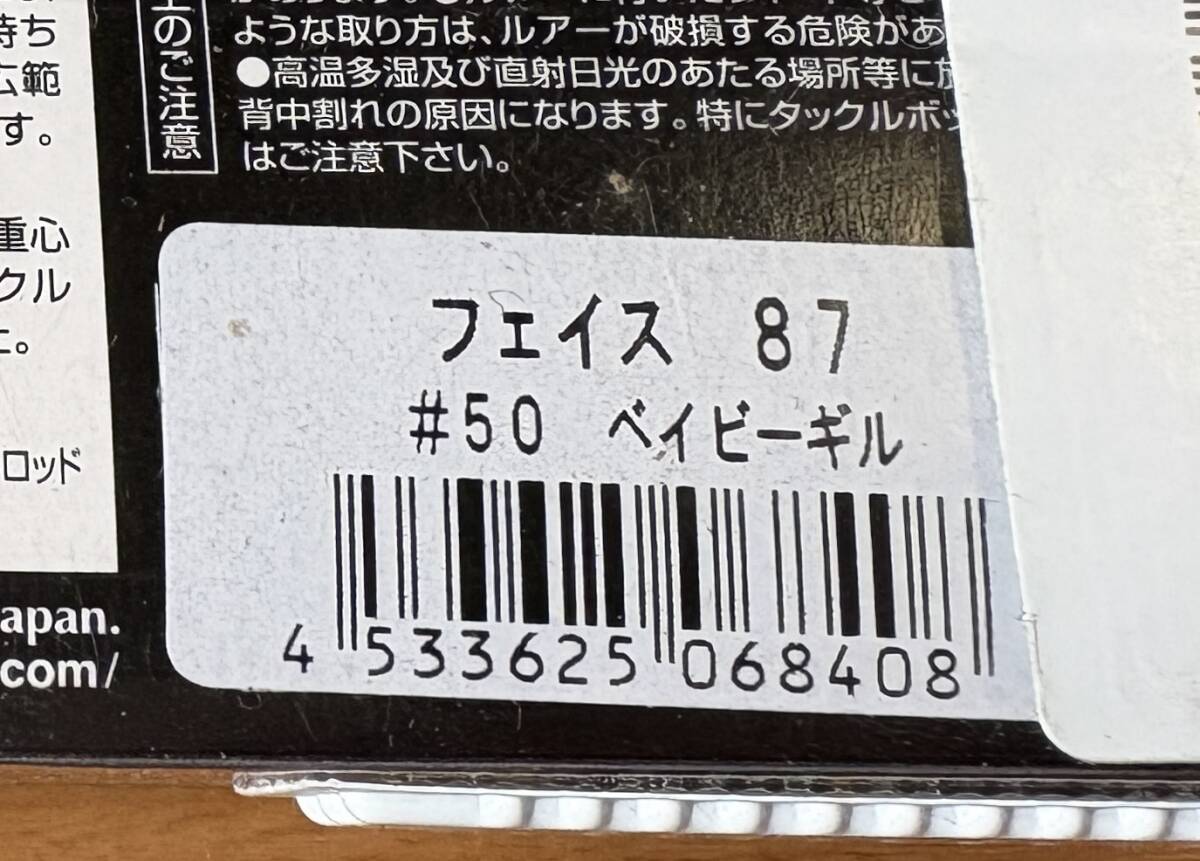 持ち
広範
す。
重心
クル
ロッド
apan.
com/
のご注意
ような取り方は、ルアーが破損する危険があ
●高温多湿及び直射日光のあたる場所等に
背中割れの原因になります。特にタックルボッ
はご注意下さい。
フェイス 87
#50 ベイビーギル
4 533625 068408